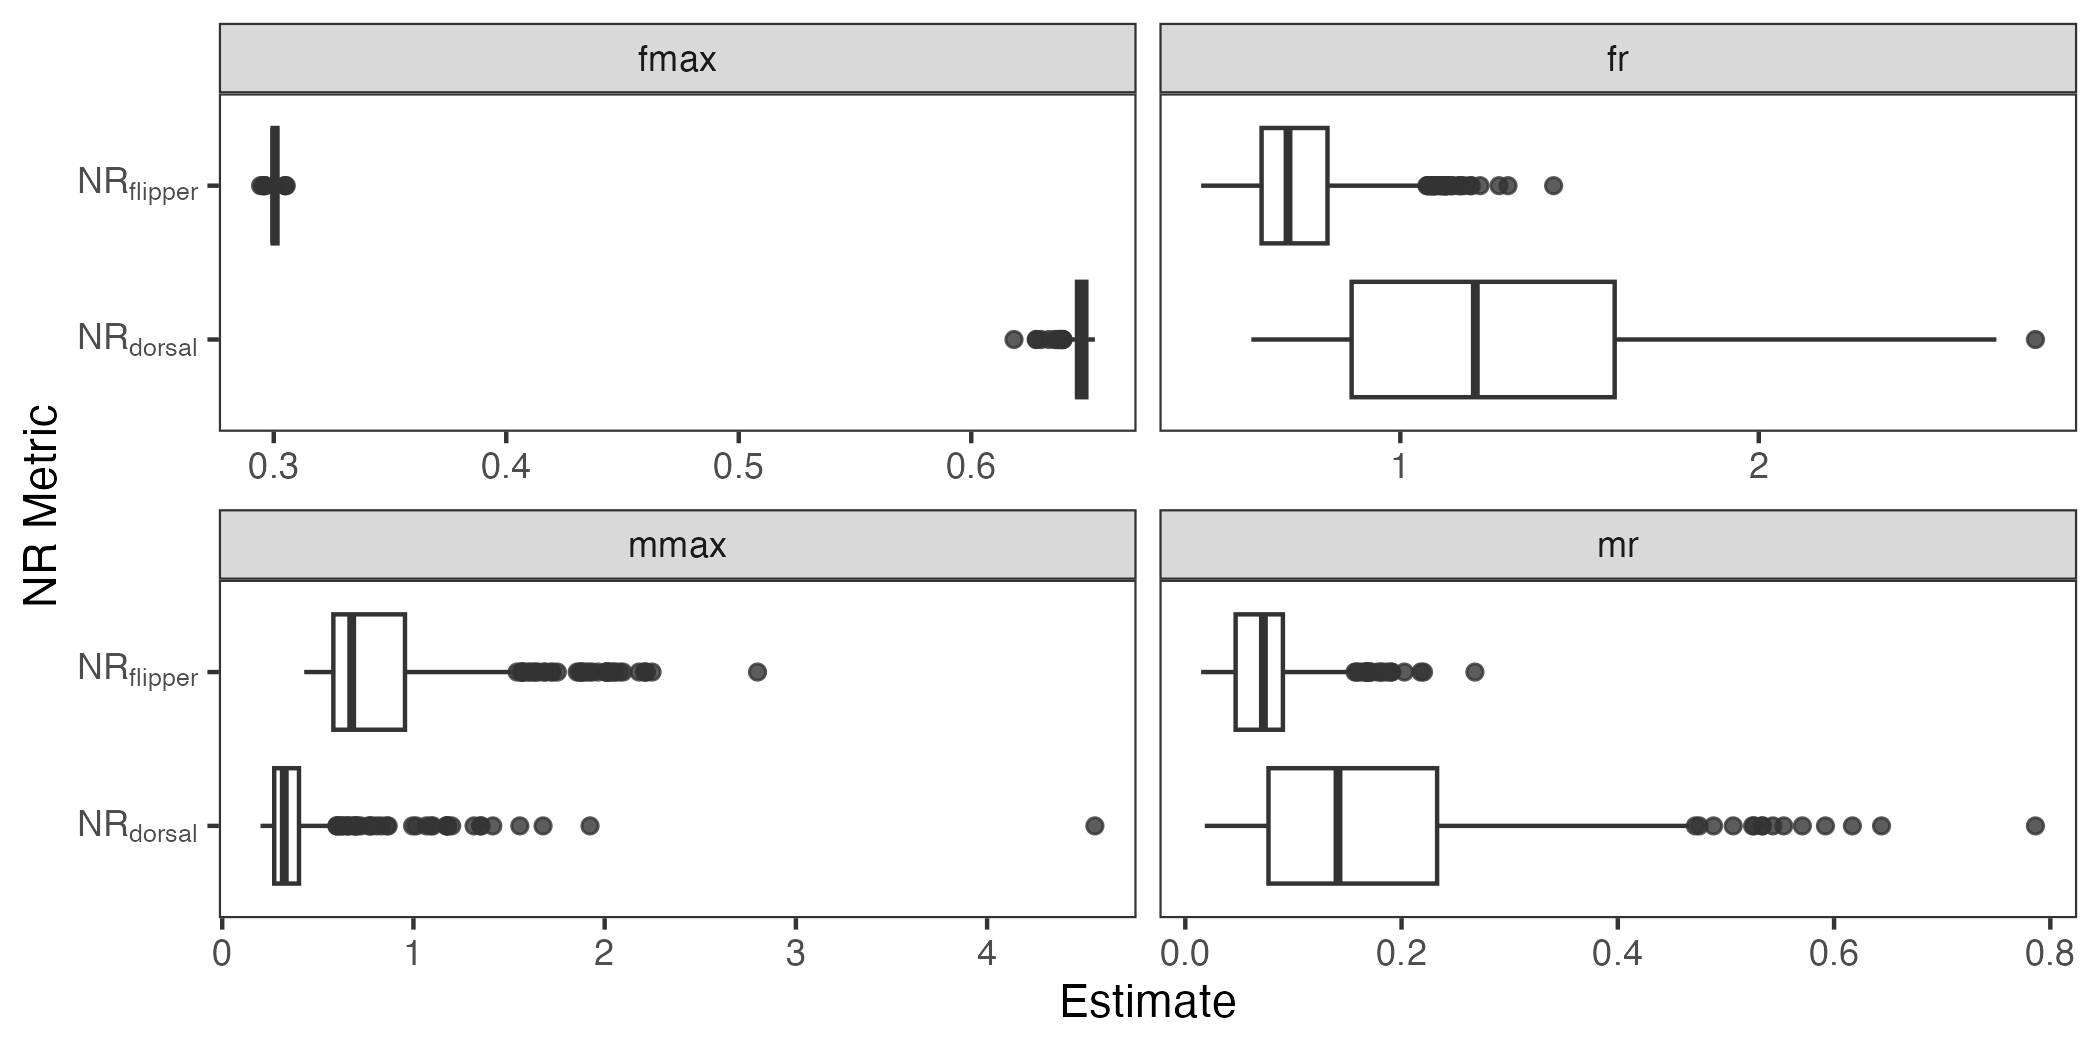 fmax
fr
NRflipper
NRdorsal
0.3 0.4 0.5 0.6
1 2
NR Metric
mmax
mr
NRflipper
NRdorsal
0 1 2 3 4
0.0 0.2 0.4 0.6 0.8
Estimate